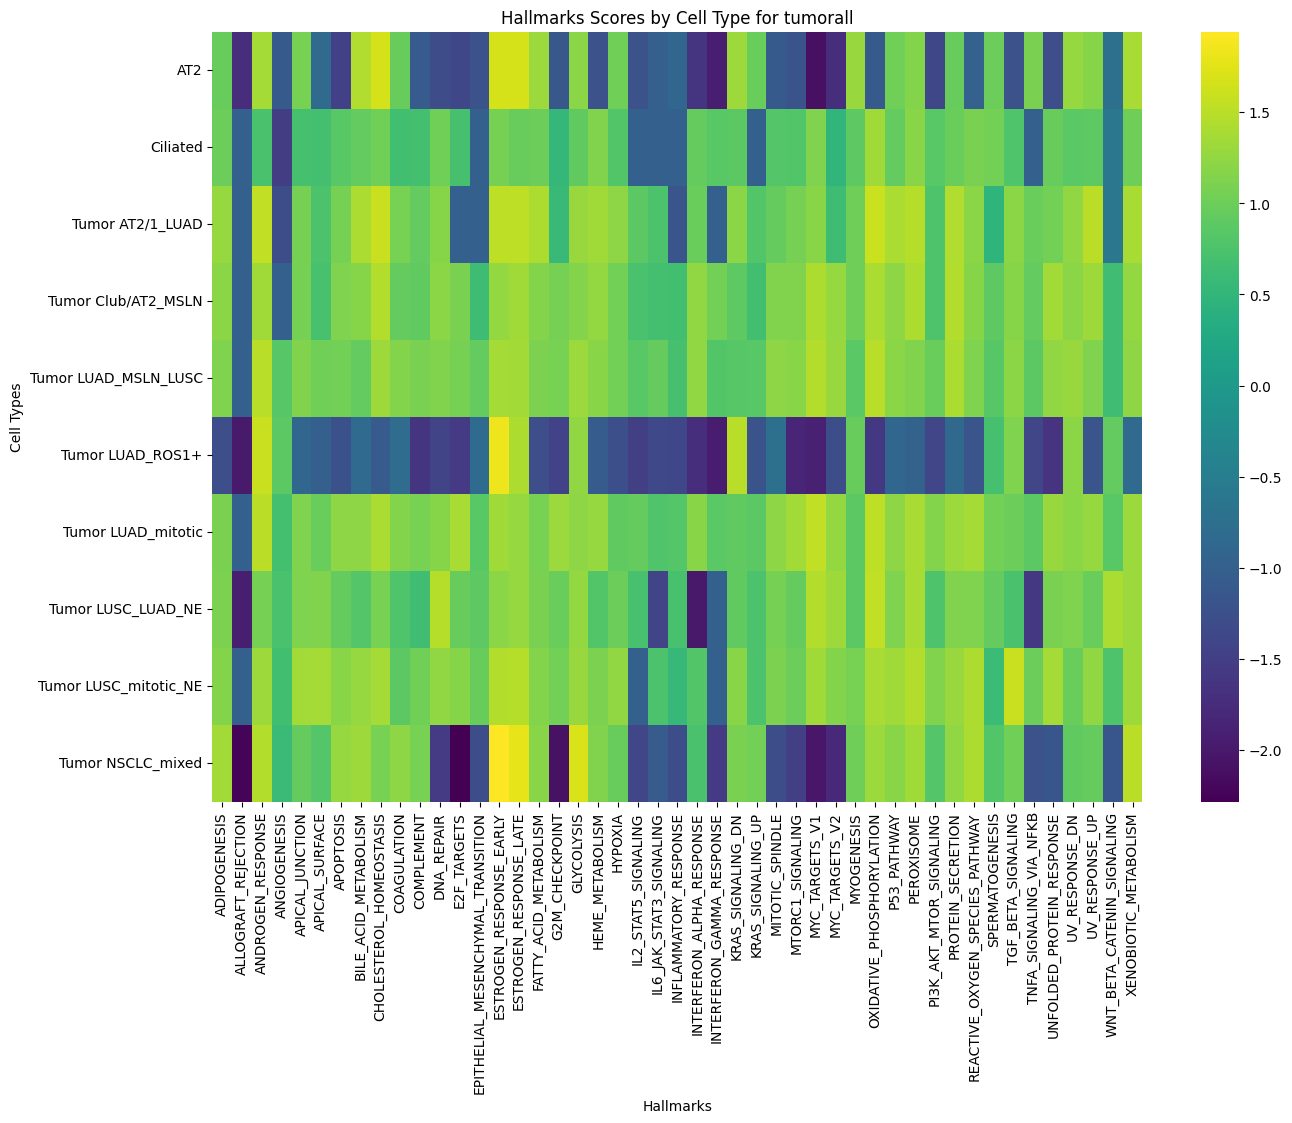 Hallmarks Scores by Cell Type for tumorall
Cell Types
AT2
Ciliated
Tumor AT2/1_LUAD
Tumor Club/AT2_MSLN
Tumor LUAD_MSLN_LUSC
Tumor LUAD_ROS1+
Tumor LUAD_mitotic
Tumor LUSC_LUAD_NE
Tumor LUSC_mitotic_NE
Tumor NSCLC_mixed
1.5
1.0
0.5
0.0
−0.5
−1.0
−1.5
−2.0
ADIPOGENESIS
ALLOGRAFT_REJECTION
ANDROGEN_RESPONSE
ANGIOGENESIS
APICAL_JUNCTION
APICAL_SURFACE
APOPTOSIS
BILE_ACID_METABOLISM
CHOLESTEROL_HOMEOSTASIS
COAGULATION
COMPLEMENT
DNA_REPAIR
E2F_TARGETS
EPITHELIAL_MESENCHYMAL_TRANSITION
ESTROGEN_RESPONSE_EARLY
ESTROGEN_RESPONSE_LATE
FATTY_ACID_METABOLISM
G2M_CHECKPOINT
GLYCOLYSIS
HEME_METABOLISM
HYPOXIA
IL2_STAT5_SIGNALING
IL6_JAK_STAT3_SIGNALING
INFLAMMATORY_RESPONSE
INTERFERON_ALPHA_RESPONSE
INTERFERON_GAMMA_RESPONSE
KRAS_SIGNALING_DN
KRAS_SIGNALING_UP
MITOTIC_SPINDLE
MTORC1_SIGNALING
MYC_TARGETS_V1
MYC_TARGETS_V2
MYOGENESIS
OXIDATIVE_PHOSPHORYLATION
P53_PATHWAY
PEROXISOME
PI3K_AKT_MTOR_SIGNALING
PROTEIN_SECRETION
REACTIVE_OXYGEN_SPECIES_PATHWAY
SPERMATOGENESIS
TGF_BETA_SIGNALING
TNFA_SIGNALING_VIA_NFKB
UNFOLDED_PROTEIN_RESPONSE
UV_RESPONSE_DN
UV_RESPONSE_UP
WNT_BETA_CATENIN_SIGNALING
XENOBIOTIC_METABOLISM
Hallmarks